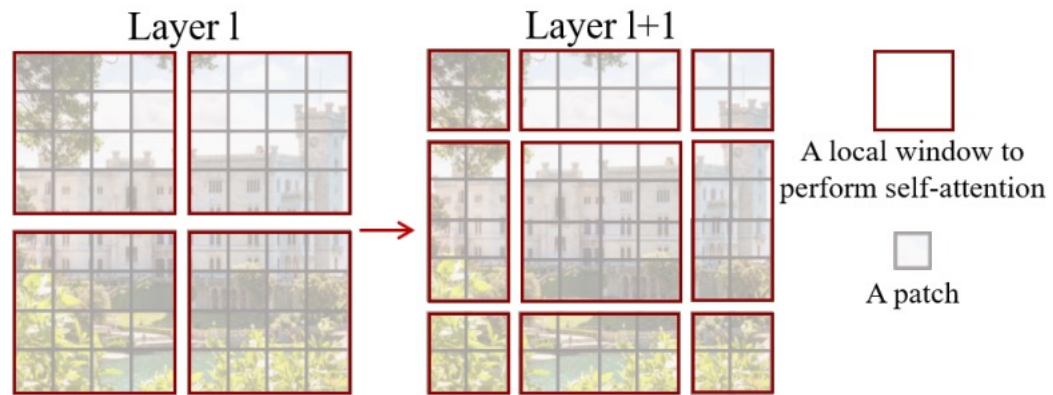 Layer l
Layer l+1
A local window to
perform self-attention
A patch